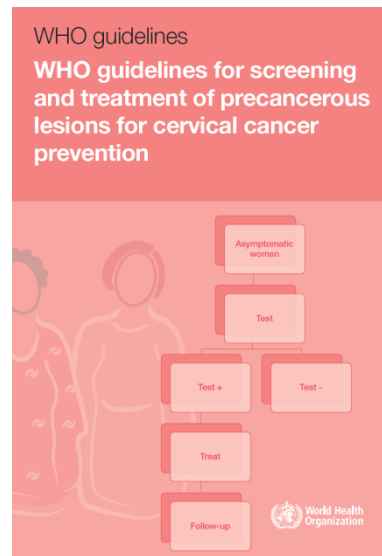 WHO guidelines
WHO guidelines for screening
and treatment of precancerous
lesions for cervical cancer
prevention
Asymptomatic
women
Test
Test +
Test -
Treat
Follow-up
World Health
Organization